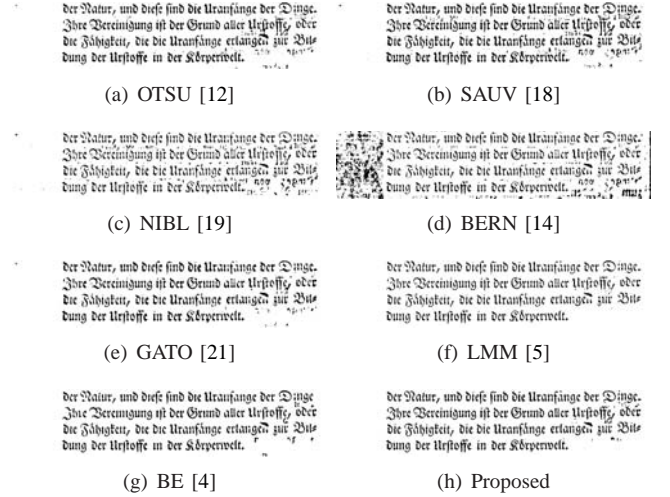 der Natur, und diese sind die Uranfänge der Dinge.
Ihre Vereinigung ist der Grund aller Urstoffe, oder
die Fähigkeit, die die Uranfänge erlangen zur Bil-
dung der Urstoffe in der Körperwelt.
(a) OTSU [12]
der Natur, und diese sind die Uranfänge der Dinge.
Ihre Vereinigung ist der Grund aller Urstoffe, oder
die Fähigkeit, die die Uranfänge erlangen zur Bil-
dung der Urstoffe in der Körperwelt.
(b) SAUV [18]
der Natur, und diese sind die Uranfänge der Dinge.
Ihre Vereinigung ist der Grund aller Urstoffe, oder
die Fähigkeit, die die Uranfänge erlangen zur Bil-
dung der Urstoffe in der Körperwelt.
(c) NIBL [19]
der Natur, und diese sind die Uranfänge der Dinge.
Ihre Vereinigung ist der Grund aller Urstoffe, oder
die Fähigkeit, die die Uranfänge erlangen zur Bil-
dung der Urstoffe in der Körperwelt.
(d) BERN [14]
der Natur, und diese sind die Uranfänge der Dinge.
Ihre Vereinigung ist der Grund aller Urstoffe, oder
die Fähigkeit, die die Uranfänge erlangen zur Bil-
dung der Urstoffe in der Körperwelt.
(e) GATO [21]
der Natur, und diese sind die Uranfänge der Dinge.
Ihre Vereinigung ist der Grund aller Urstoffe, oder
die Fähigkeit, die die Uranfänge erlangen zur Bil-
dung der Urstoffe in der Körperwelt.
(f) LMM [5]
der Natur, und diese sind die Uranfänge der Dinge
Ihre Vereinigung ist der Grund aller Urstoffe, oder
die Fähigkeit, die die Uranfänge erlangen zur Bil-
dung der Urstoffe in der Körperwelt.
(g) BE [4]
der Natur, und diese sind die Uranfänge der Dinge.
Ihre Vereinigung ist der Grund aller Urstoffe, oder
die Fähigkeit, die die Uranfänge erlangen zur Bil-
dung der Urstoffe in der Körperwelt.
(h) Proposed